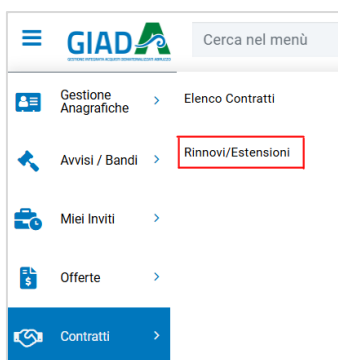 GIADA
Cerca nel menù
GESTIONE INTEGRATA ACQUISTI DEMATERIALIZZATI ABRUZZO
Gestione
Anagrafiche
Elenco Contratti
Avvisi / Bandi
Rinnovi/Estensioni
Miei Inviti
Offerte
Contratti